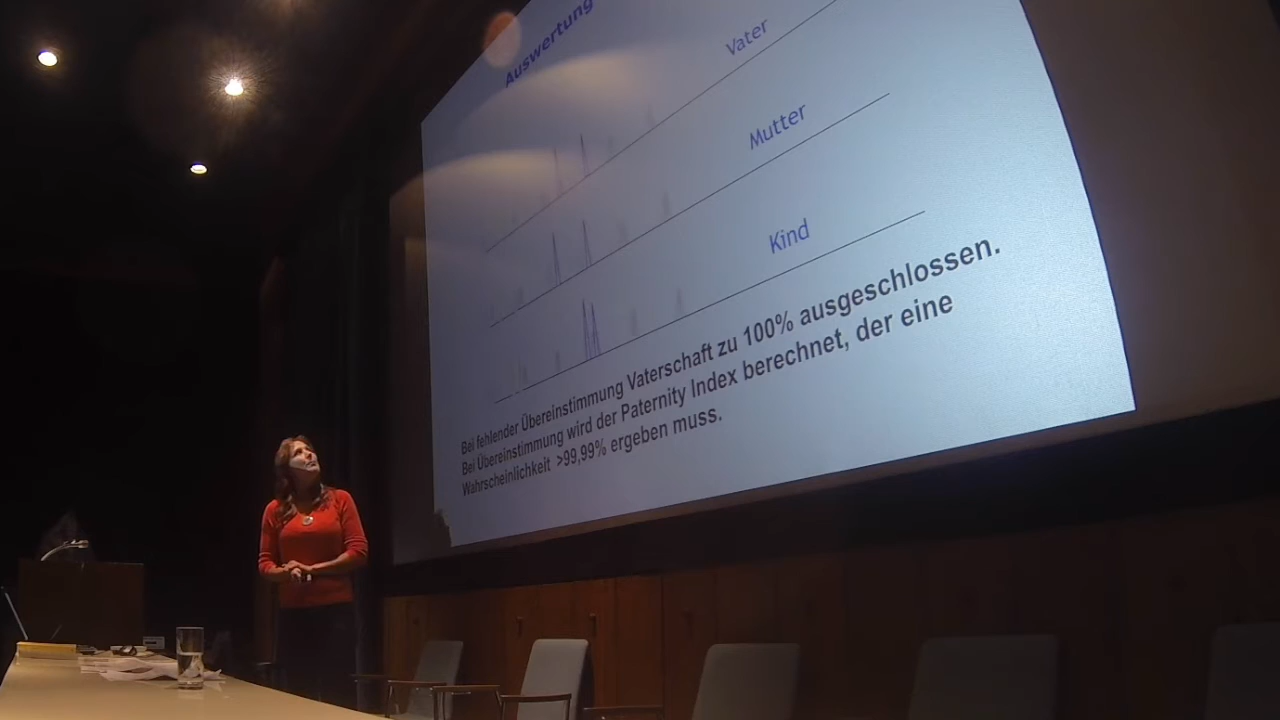 Auswertung
Vater
Mutter
Kind
Bei fehlender Übereinstimmung Vaterschaft zu 100% ausgeschlossen.
Bei Übereinstimmung wird der Paternity Index berechnet, der eine
Wahrscheinlichkeit >99,99% ergeben muss.